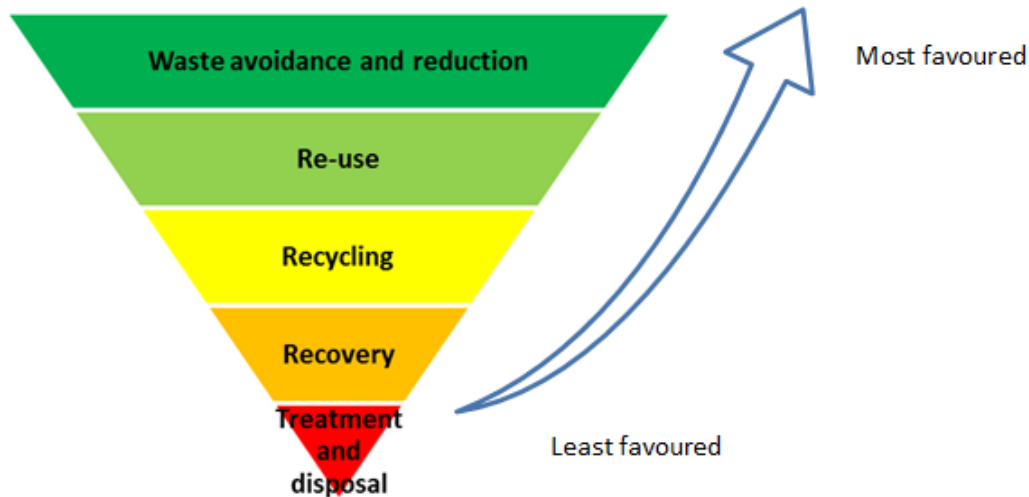 Waste avoidance and reduction
Most favoured
Re-use
Recycling
Recovery
Treatment
and
disposal
Least favoured